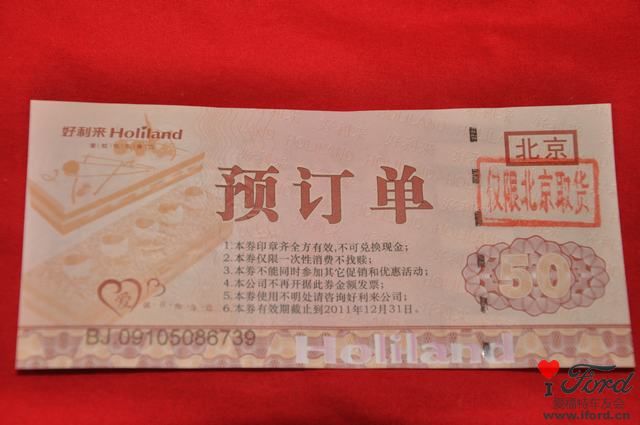 好利来 Holiland
北京
仅限北京取货
预订单
1.本券印章齐全方有效,不可兑换现金;
2.本券仅限一次性消费不找赎;
3.本券不能同时参加其它促销和优惠活动;
4.本公司不再开据此券金额发票;
5.本券使用不明处请咨询好利来公司;
6.本券有效期截止到2011年12月31日。
50
爱
BJ.09105086739
Holiland
I Ford
爱福特车友会
www.iford.cn